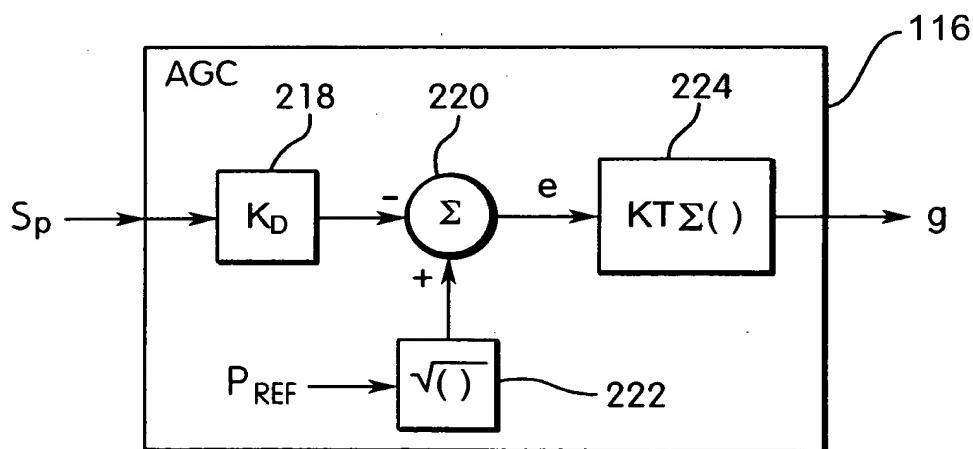 116
AGC
218
220
224
Sp
KD
-
Σ
e
KTΣ( )
g
+
PREF
√( )
222